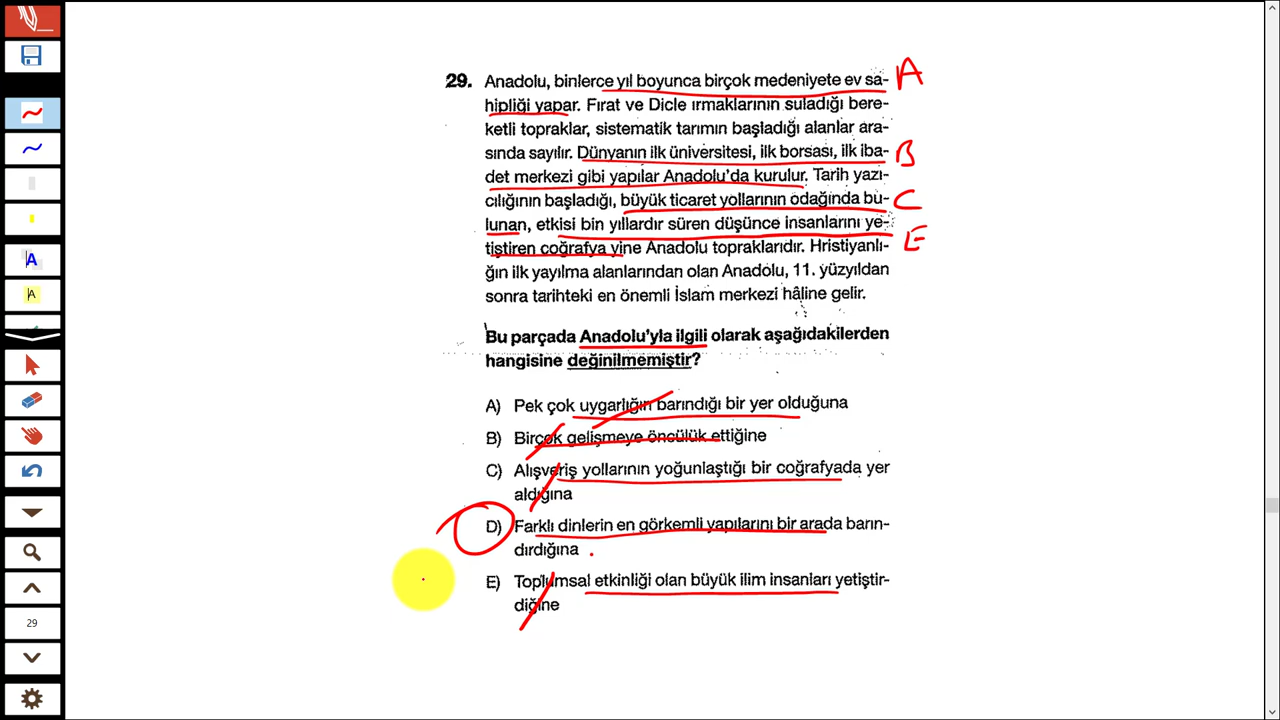 29. Anadolu, binlerce yıl boyunca birçok medeniyete ev sa- A
hipliği yapar. Fırat ve Dicle ırmaklarının suladığı bere-
ketli topraklar, sistematik tarımın başladığı alanlar ara-
sında sayılır. Dünyanın ilk üniversitesi, ilk borsası, ilk iba- B
det merkezi gibi yapılar Anadolu'da kurulur. Tarih yazı-
cılığının başladığı, büyük ticaret yollarının odağında bu- C
lunan, etkisi bin yıllardır süren düşünce insanlarını ye-
tiştiren coğrafya yine Anadolu topraklarıdır. Hristiyanlı- E
ğın ilk yayılma alanlarından olan Anadolu, 11. yüzyıldan
sonra tarihteki en önemli İslam merkezi hâline gelir.
Bu parçada Anadolu'yla ilgili olarak aşağıdakilerden
hangisine değinilmemiştir?
A) Pek çok uygarlığın barındığı bir yer olduğuna
B) Birçok gelişmeye öncülük ettiğine
C) Alışveriş yollarının yoğunlaştığı bir coğrafyada yer
aldığına
D) Farklı dinlerin en görkemli yapılarını bir arada barın-
dırdığına
E) Toplumsal etkinliği olan büyük ilim insanları yetiştir-
diğine
A
A
29